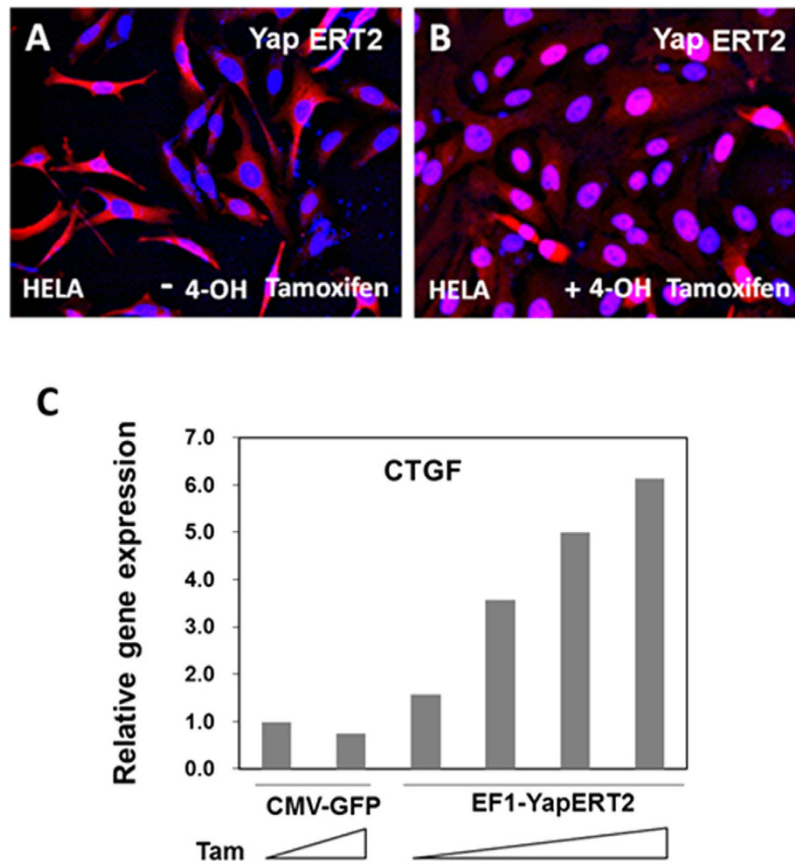 A
Yap ERT2
HELA
- 4-OH Tamoxifen
B
Yap ERT2
HELA
+ 4-OH Tamoxifen
C
CTGF
Relative gene expression
7.0
6.0
5.0
4.0
3.0
2.0
1.0
0.0
CMV-GFP
EF1-YapERT2
Tam